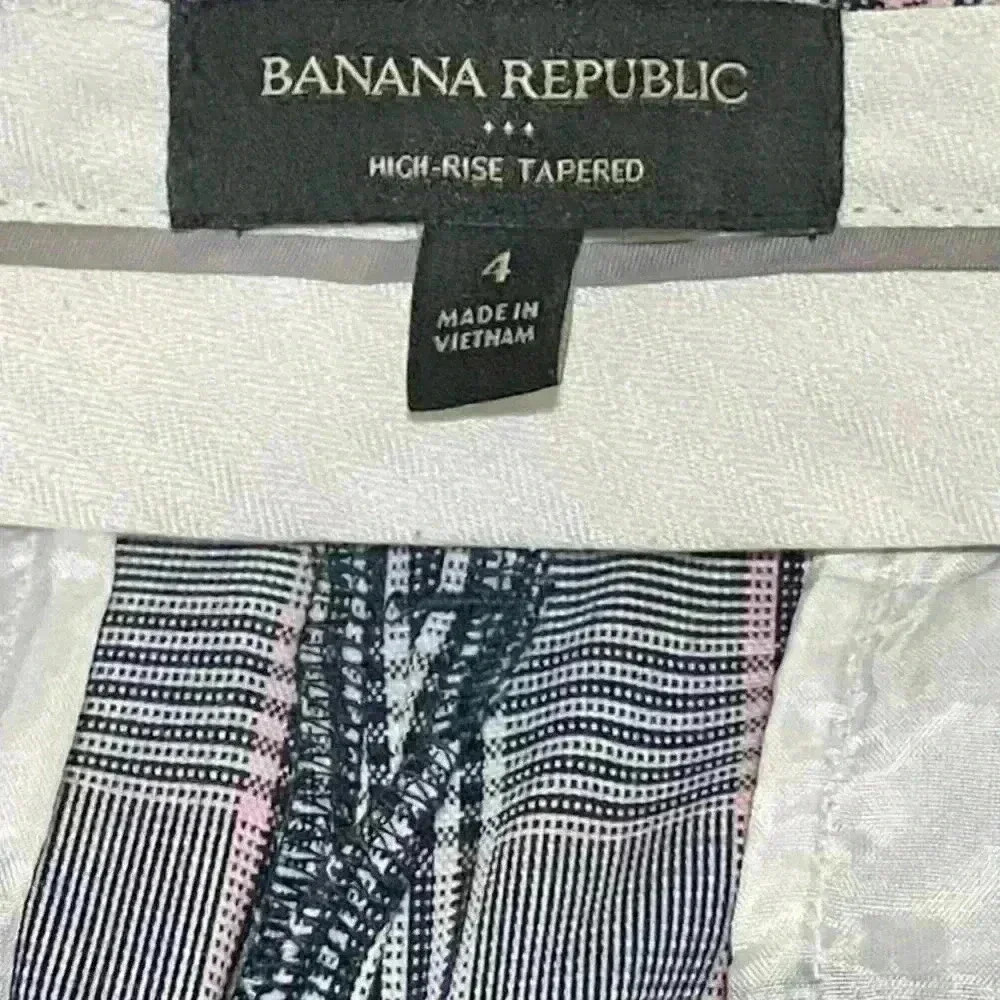 BANANA REPUBLIC
HIGH-RISE TAPERED
4
MADE IN
VIETNAM